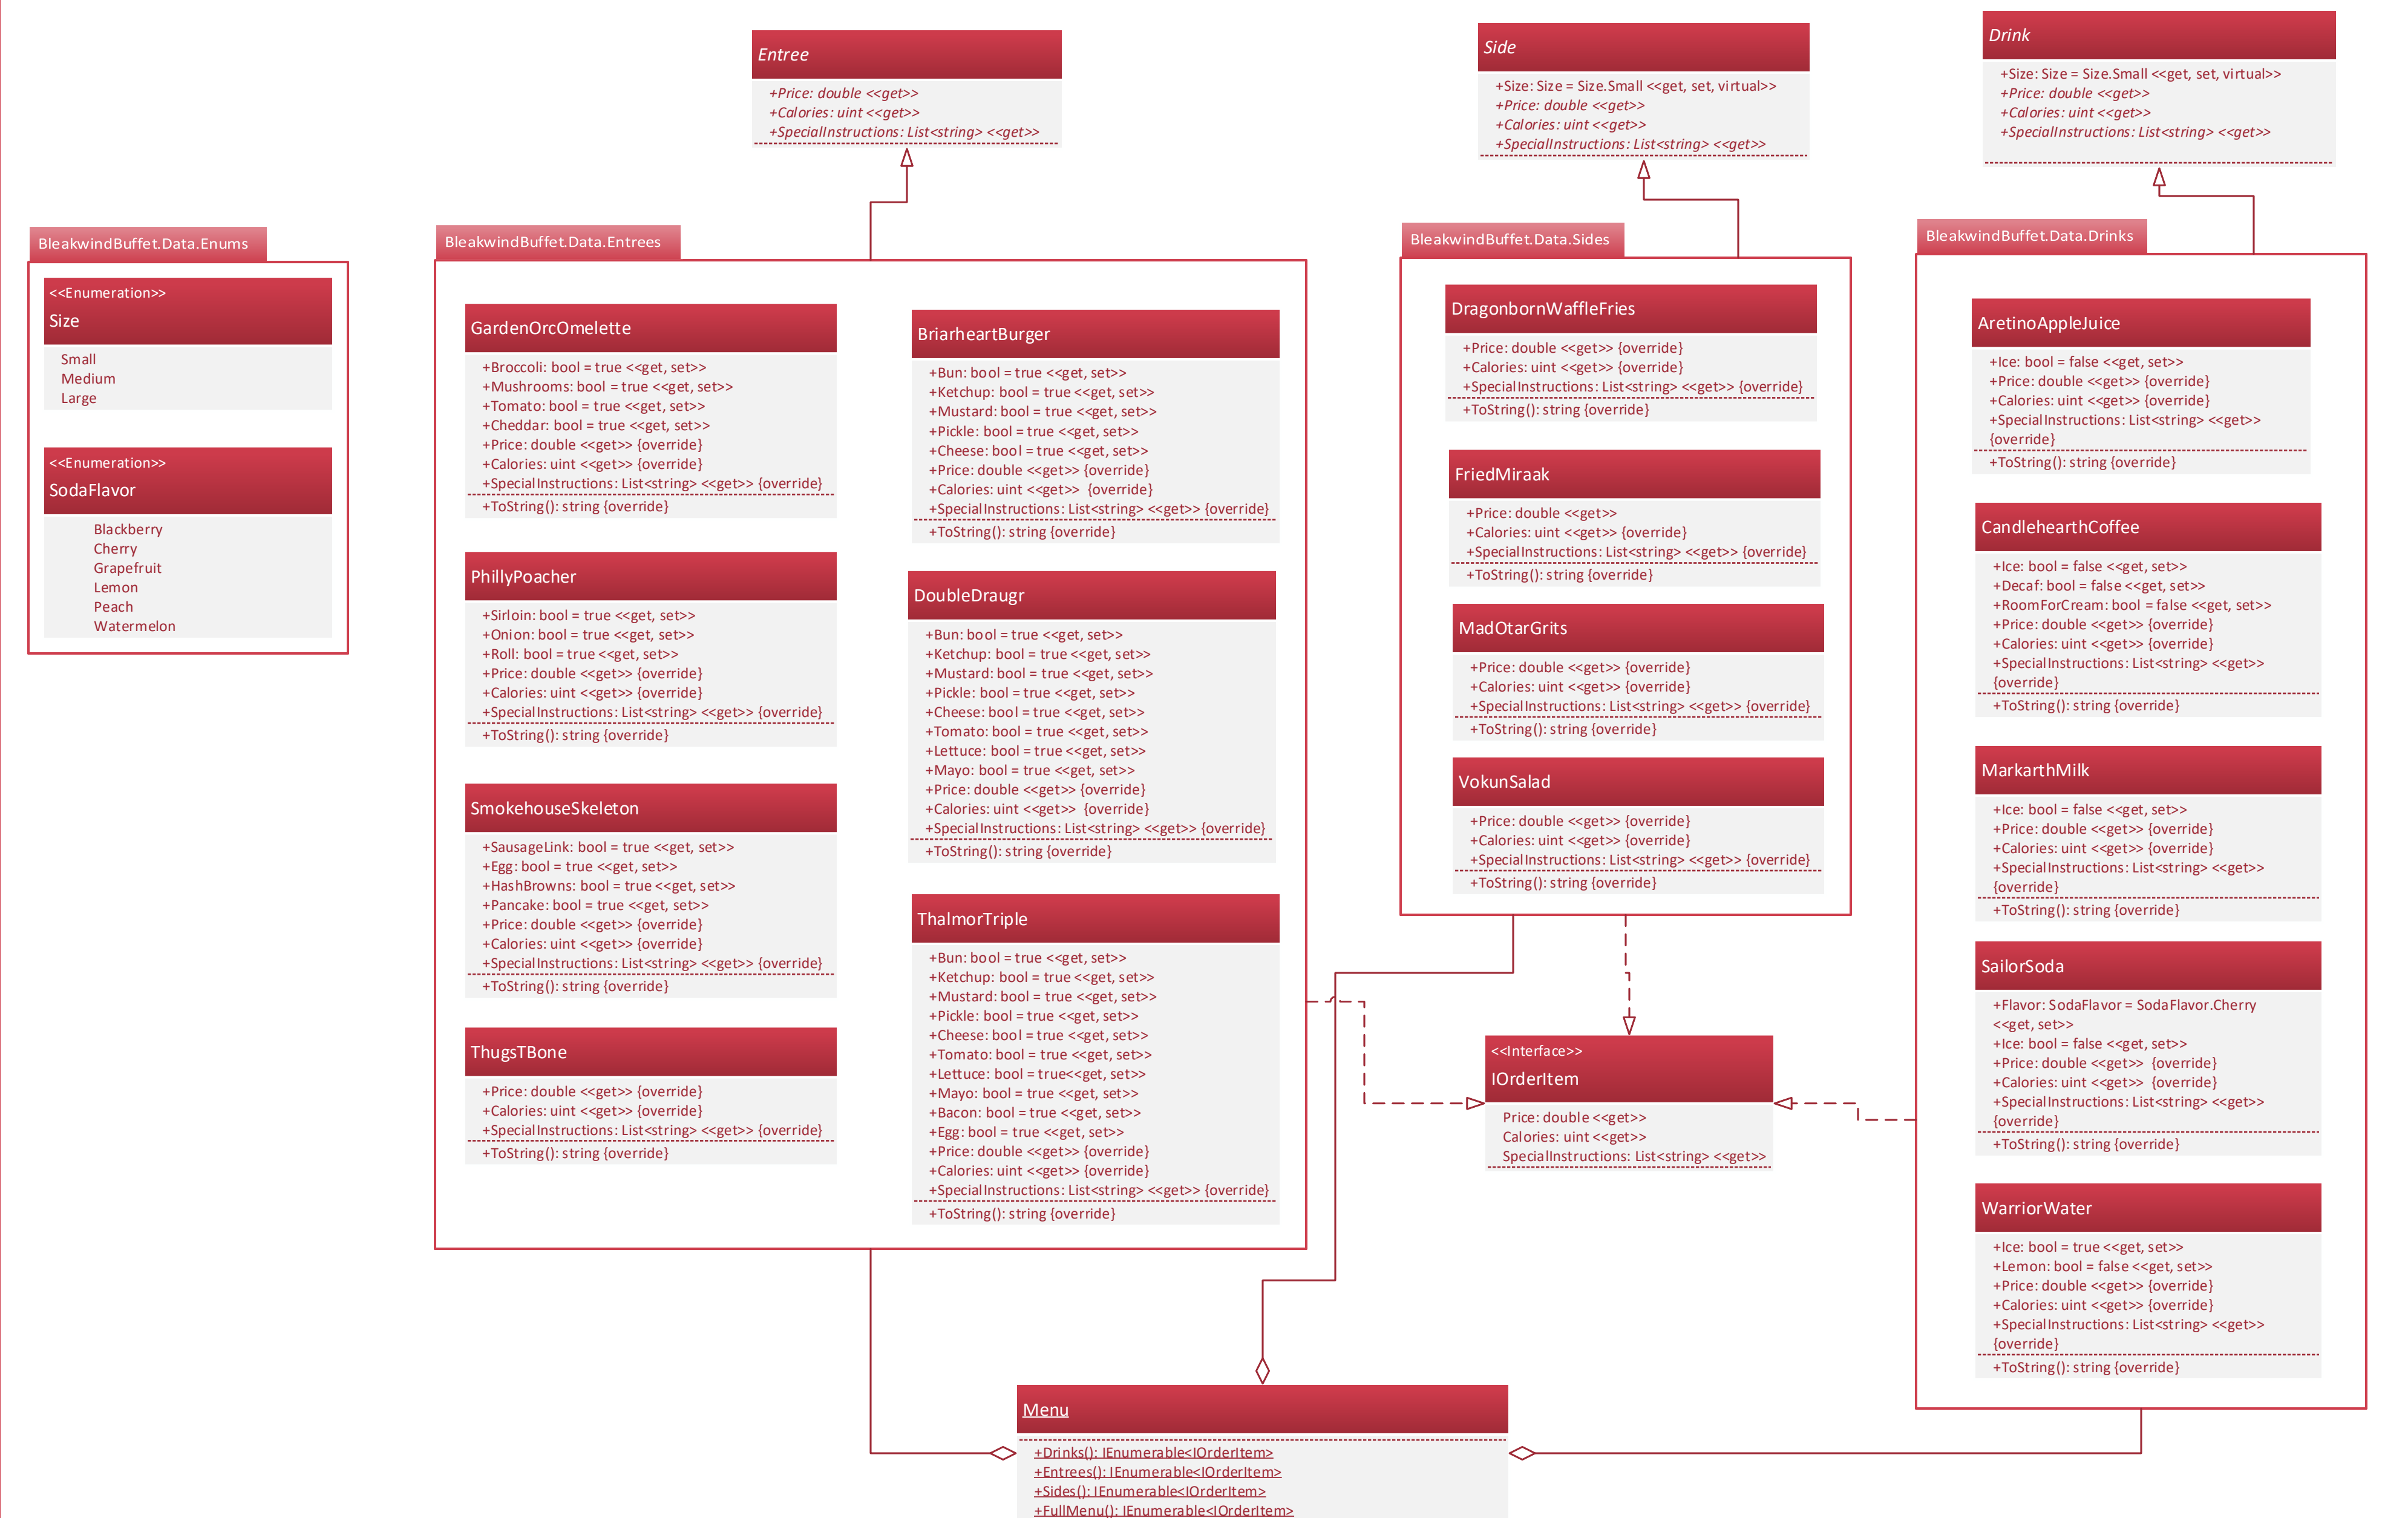 Entree
+Price: double <<get>>
+Calories: uint <<get>>
+SpecialInstructions: List<string> <<get>>
Side
+Size: Size = Size.Small <<get, set, virtual>>
+Price: double <<get>>
+Calories: uint <<get>>
+SpecialInstructions: List<string> <<get>>
Drink
+Size: Size = Size.Small <<get, set, virtual>>
+Price: double <<get>>
+Calories: uint <<get>>
+SpecialInstructions: List<string> <<get>>
BleakwindBuffet.Data.Enums
<<Enumeration>>
Size
Small
Medium
Large
<<Enumeration>>
SodaFlavor
Blackberry
Cherry
Grapefruit
Lemon
Peach
Watermelon
BleakwindBuffet.Data.Entrees
GardenOrcOmelette
+Broccoli: bool = true <<get, set>>
+Mushrooms: bool = true <<get, set>>
+Tomato: bool = true <<get, set>>
+Cheddar: bool = true <<get, set>>
+Price: double <<get>> {override}
+Calories: uint <<get>> {override}
+SpecialInstructions: List<string> <<get>> {override}
+ToString(): string {override}
PhillyPoacher
+Sirloin: bool = true <<get, set>>
+Onion: bool = true <<get, set>>
+Roll: bool = true <<get, set>>
+Price: double <<get>> {override}
+Calories: uint <<get>> {override}
+SpecialInstructions: List<string> <<get>> {override}
+ToString(): string {override}
SmokehouseSkeleton
+SausageLink: bool = true <<get, set>>
+Egg: bool = true <<get, set>>
+HashBrowns: bool = true <<get, set>>
+Pancake: bool = true <<get, set>>
+Price: double <<get>> {override}
+Calories: uint <<get>> {override}
+SpecialInstructions: List<string> <<get>> {override}
+ToString(): string {override}
ThugsTBone
+Price: double <<get>> {override}
+Calories: uint <<get>> {override}
+SpecialInstructions: List<string> <<get>> {override}
+ToString(): string {override}
BriarheartBurger
+Bun: bool = true <<get, set>>
+Ketchup: bool = true <<get, set>>
+Mustard: bool = true <<get, set>>
+Pickle: bool = true <<get, set>>
+Cheese: bool = true <<get, set>>
+Price: double <<get>> {override}
+Calories: uint <<get>> {override}
+SpecialInstructions: List<string> <<get>> {override}
+ToString(): string {override}
DoubleDraugr
+Bun: bool = true <<get, set>>
+Ketchup: bool = true <<get, set>>
+Mustard: bool = true <<get, set>>
+Pickle: bool = true <<get, set>>
+Cheese: bool = true <<get, set>>
+Tomato: bool = true <<get, set>>
+Lettuce: bool = true <<get, set>>
+Mayo: bool = true <<get, set>>
+Price: double <<get>> {override}
+Calories: uint <<get>> {override}
+SpecialInstructions: List<string> <<get>> {override}
+ToString(): string {override}
ThalmorTriple
+Bun: bool = true <<get, set>>
+Ketchup: bool = true <<get, set>>
+Mustard: bool = true <<get, set>>
+Pickle: bool = true <<get, set>>
+Cheese: bool = true <<get, set>>
+Tomato: bool = true <<get, set>>
+Lettuce: bool = true<<get, set>>
+Mayo: bool = true <<get, set>>
+Bacon: bool = true <<get, set>>
+Egg: bool = true <<get, set>>
+Price: double <<get>> {override}
+Calories: uint <<get>> {override}
+SpecialInstructions: List<string> <<get>> {override}
+ToString(): string {override}
BleakwindBuffet.Data.Sides
DragonbornWaffleFries
+Price: double <<get>> {override}
+Calories: uint <<get>> {override}
+SpecialInstructions: List<string> <<get>> {override}
+ToString(): string {override}
FriedMiraak
+Price: double <<get>>
+Calories: uint <<get>> {override}
+SpecialInstructions: List<string> <<get>> {override}
+ToString(): string {override}
MadOtarGrits
+Price: double <<get>> {override}
+Calories: uint <<get>> {override}
+SpecialInstructions: List<string> <<get>> {override}
+ToString(): string {override}
VokunSalad
+Price: double <<get>> {override}
+Calories: uint <<get>> {override}
+SpecialInstructions: List<string> <<get>> {override}
+ToString(): string {override}
<<Interface>>
IOrderItem
Price: double <<get>>
Calories: uint <<get>>
SpecialInstructions: List<string> <<get>>
BleakwindBuffet.Data.Drinks
AretinoAppleJuice
+Ice: bool = false <<get, set>>
+Price: double <<get>> {override}
+Calories: uint <<get>> {override}
+SpecialInstructions: List<string> <<get>>
{override}
+ToString(): string {override}
CandlehearthCoffee
+Ice: bool = false <<get, set>>
+Decaf: bool = false <<get, set>>
+RoomForCream: bool = false <<get, set>>
+Price: double <<get>> {override}
+Calories: uint <<get>> {override}
+SpecialInstructions: List<string> <<get>>
{override}
+ToString(): string {override}
MarkarthMilk
+Ice: bool = false <<get, set>>
+Price: double <<get>> {override}
+Calories: uint <<get>> {override}
+SpecialInstructions: List<string> <<get>>
{override}
+ToString(): string {override}
SailorSoda
+Flavor: SodaFlavor = SodaFlavor.Cherry
<<get, set>>
+Ice: bool = false <<get, set>>
+Price: double <<get>> {override}
+Calories: uint <<get>> {override}
+SpecialInstructions: List<string> <<get>>
{override}
+ToString(): string {override}
WarriorWater
+Ice: bool = true <<get, set>>
+Lemon: bool = false <<get, set>>
+Price: double <<get>> {override}
+Calories: uint <<get>> {override}
+SpecialInstructions: List<string> <<get>>
{override}
+ToString(): string {override}
Menu
+Drinks(): IEnumerable<IOrderItem>
+Entrees(): IEnumerable<IOrderItem>
+Sides(): IEnumerable<IOrderItem>
+FullMenu(): IEnumerable<IOrderItem>